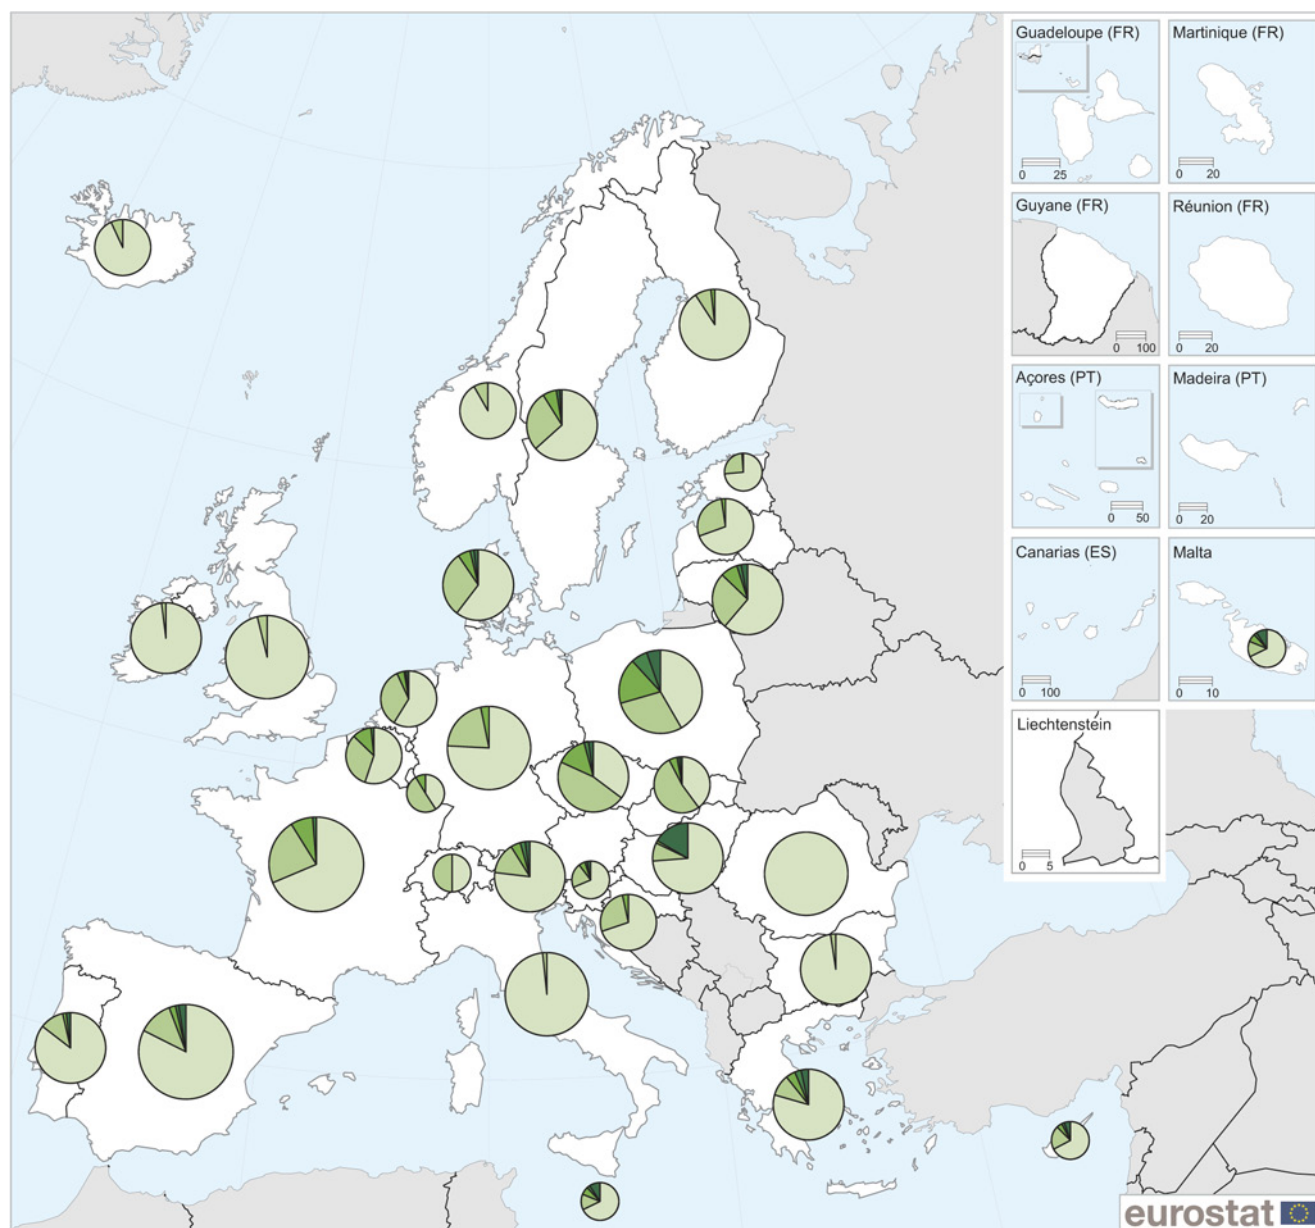 Guadeloupe (FR)
0 25
Martinique (FR)
0 20
Guyane (FR)
0 100
Réunion (FR)
0 20
Açores (PT)
0 50
Madeira (PT)
0 20
Canarias (ES)
0 100
Malta
0 10
Liechtenstein
0 5
eurostat